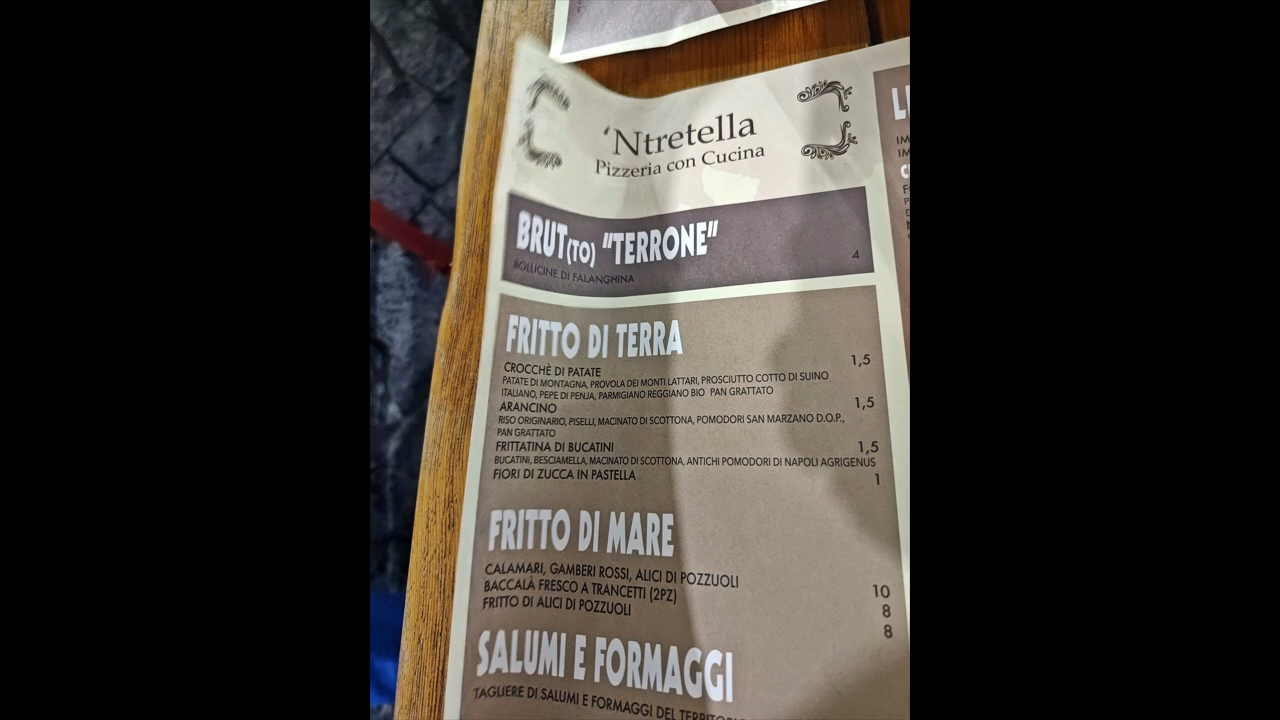 'Ntretella
Pizzeria con Cucina
BRUT(TO) "TERRONE"
BOLLICINE DI FALANGHINA 4
FRITTO DI TERRA
CROCCHÈ DI PATATE 1,5
PATATE DI MONTAGNA, PROVOLA DEI MONTI LATTARI, PROSCIUTTO COTTO DI SUINO
ITALIANO, PEPE DI PENJA, PARMIGIANO REGGIANO BIO PAN GRATTATO
ARANCINO 1,5
RISO ORIGINARIO, PISELLI, MACINATO DI SCOTTONA, POMODORI SAN MARZANO D.O.P.,
PAN GRATTATO
FRITTATINA DI BUCATINI 1,5
BUCATINI, BESCIAMELLA, MACINATO DI SCOTTONA, ANTICHI POMODORI DI NAPOLI AGRIGENUS
FIORI DI ZUCCA IN PASTELLA 1
FRITTO DI MARE
CALAMARI, GAMBERI ROSSI, ALICI DI POZZUOLI 10
BACCALÀ FRESCO A TRANCETTI (2PZ) 8
FRITTO DI ALICI DI POZZUOLI 8
SALUMI E FORMAGGI
TAGLIERE DI SALUMI E FORMAGGI DEL